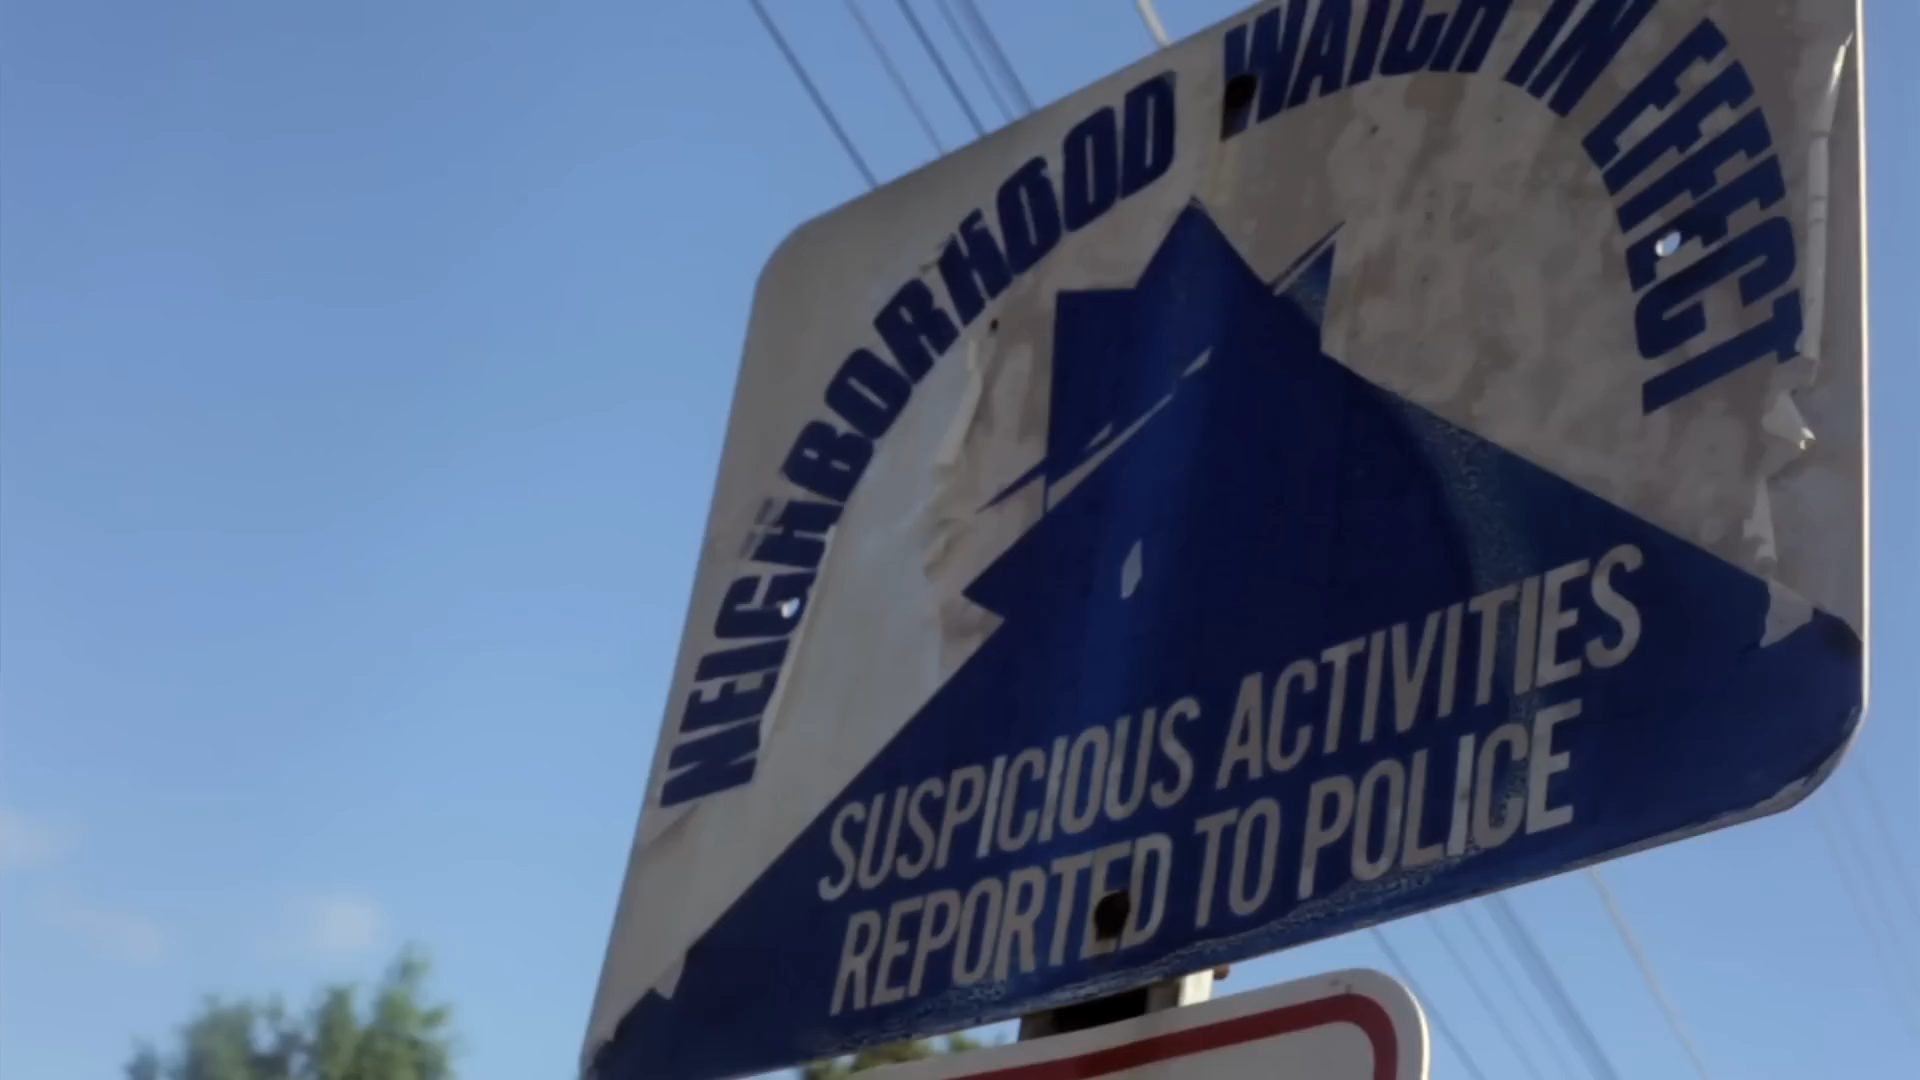 NEIGHBORHOOD WATCH IN EFFECT
SUSPICIOUS ACTIVITIES
REPORTED TO POLICE